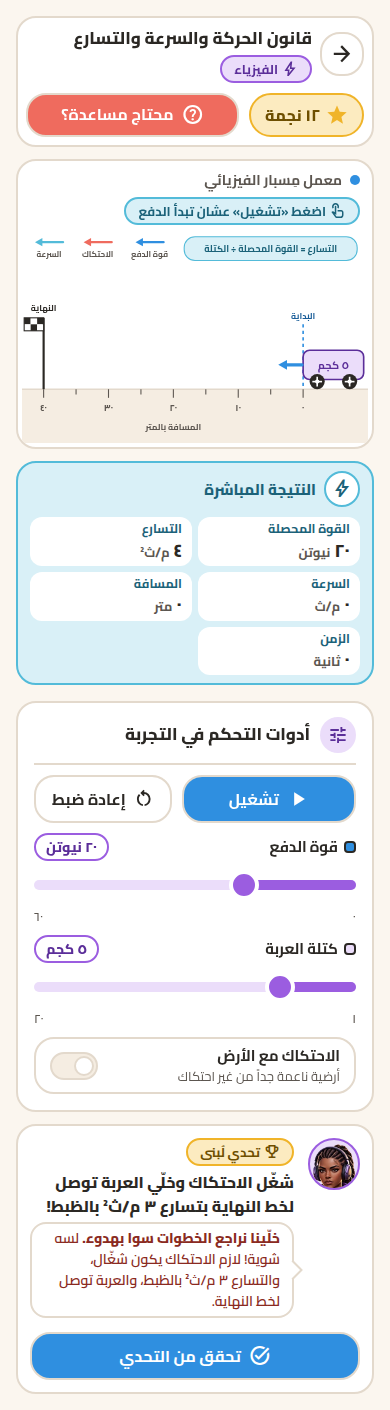 قانون الحركة والسرعة والتسارع
الفيزياء
١٢ نجمة
محتاج مساعدة؟
معمل مسبار الفيزيائي
اضغط «تشغيل» عشان تبدأ الدفع
التسارع = القوة المحصلة ÷ الكتلة
قوة الدفع
الاحتكاك
السرعة
البداية
النهاية
٥ كجم
٠
١٠
٢٠
٣٠
٤٠
المسافة بالمتر
النتيجة المباشرة
القوة المحصلة
٢٠ نيوتن
التسارع
٤ م/ث²
السرعة
٠ م/ث
المسافة
٠ متر
الزمن
٠ ثانية
أدوات التحكم في التجربة
تشغيل
إعادة ضبط
قوة الدفع
٢٠ نيوتن
٠
٦٠
كتلة العربة
٥ كجم
١
٢٠
الاحتكاك مع الأرض
أرضية ناعمة جداً من غير احتكاك
تحدي لُبنى
شغّل الاحتكاك وخلّي العربة توصل
لخط النهاية بتسارع ٣ م/ث² بالظبط!
خلّينا نراجع الخطوات سوا بهدوء. لسه
شوية! لازم الاحتكاك يكون شغّال،
والتسارع ٣ م/ث² بالظبط، والعربة توصل
لخط النهاية.
تحقق من التحدي